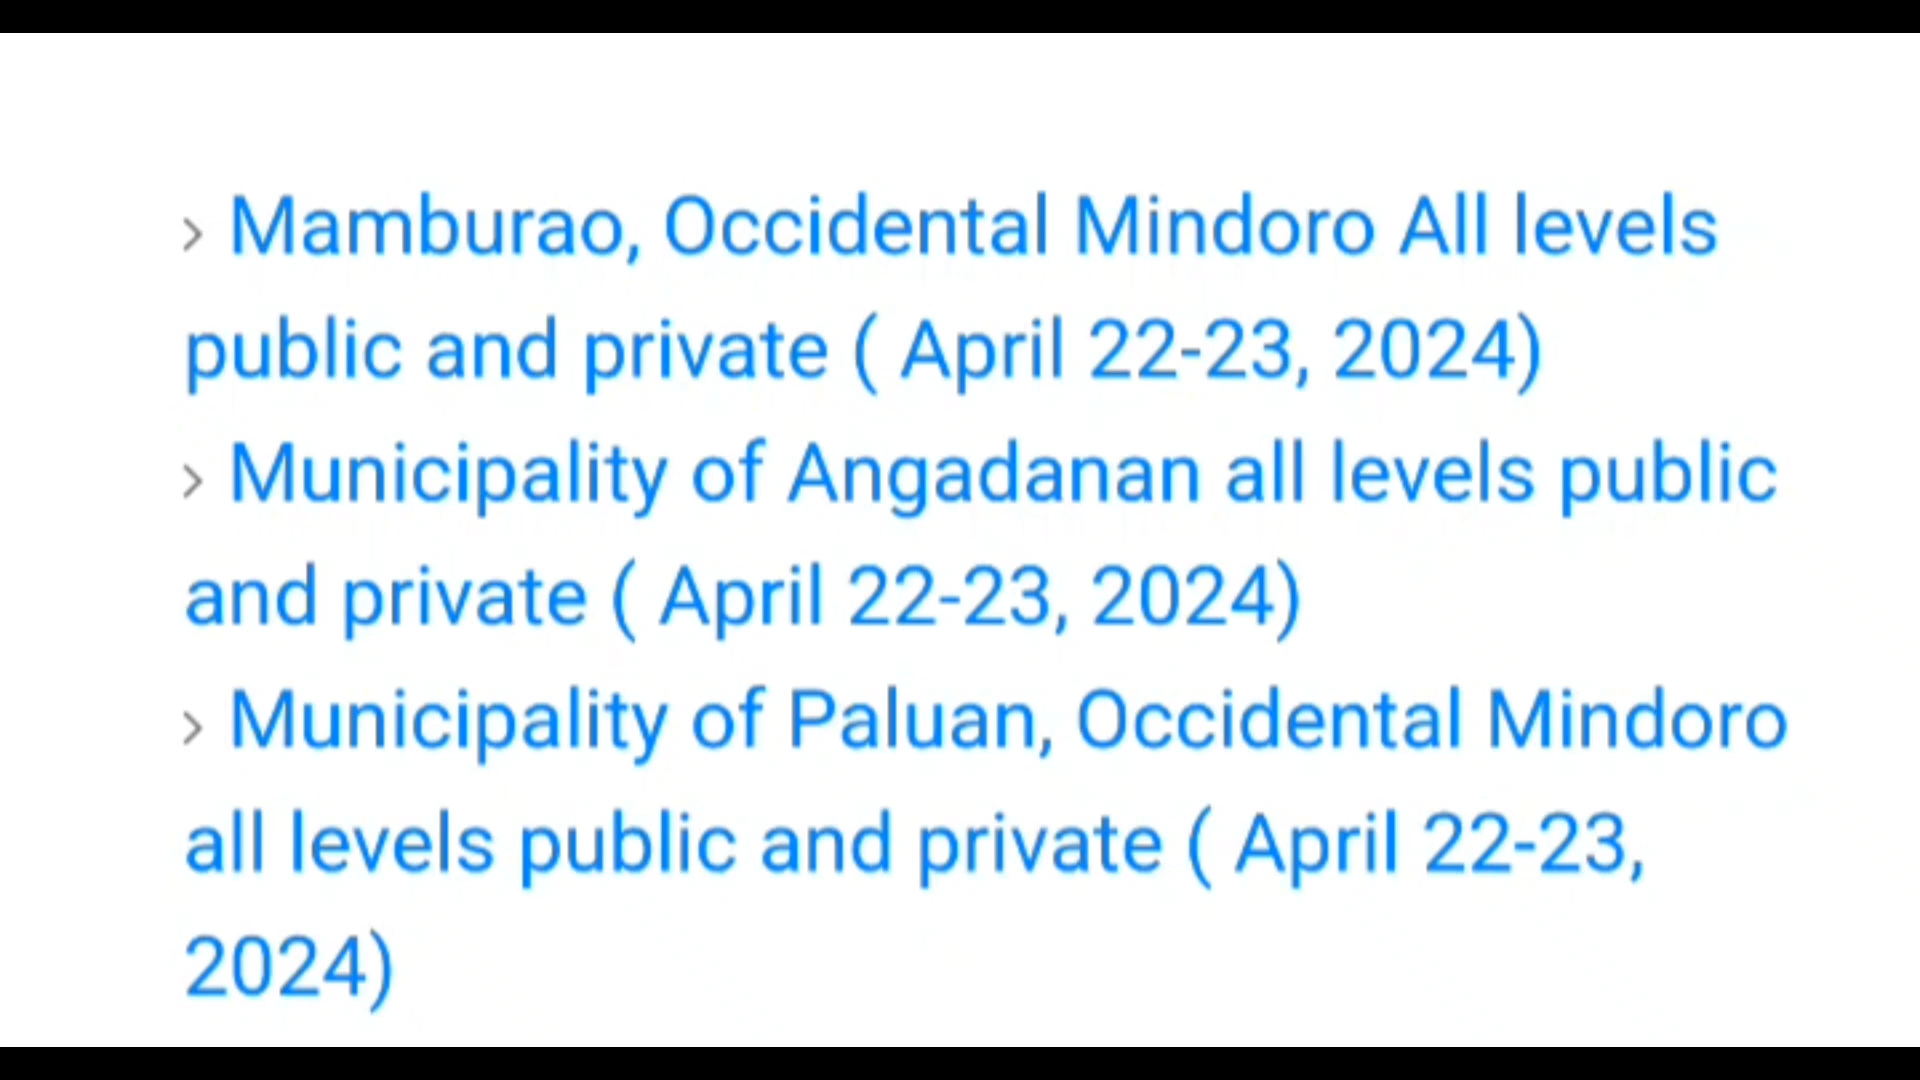 › Mamburao, Occidental Mindoro All levels
public and private ( April 22-23, 2024)
› Municipality of Angadanan all levels public
and private ( April 22-23, 2024)
› Municipality of Paluan, Occidental Mindoro
all levels public and private ( April 22-23,
2024)